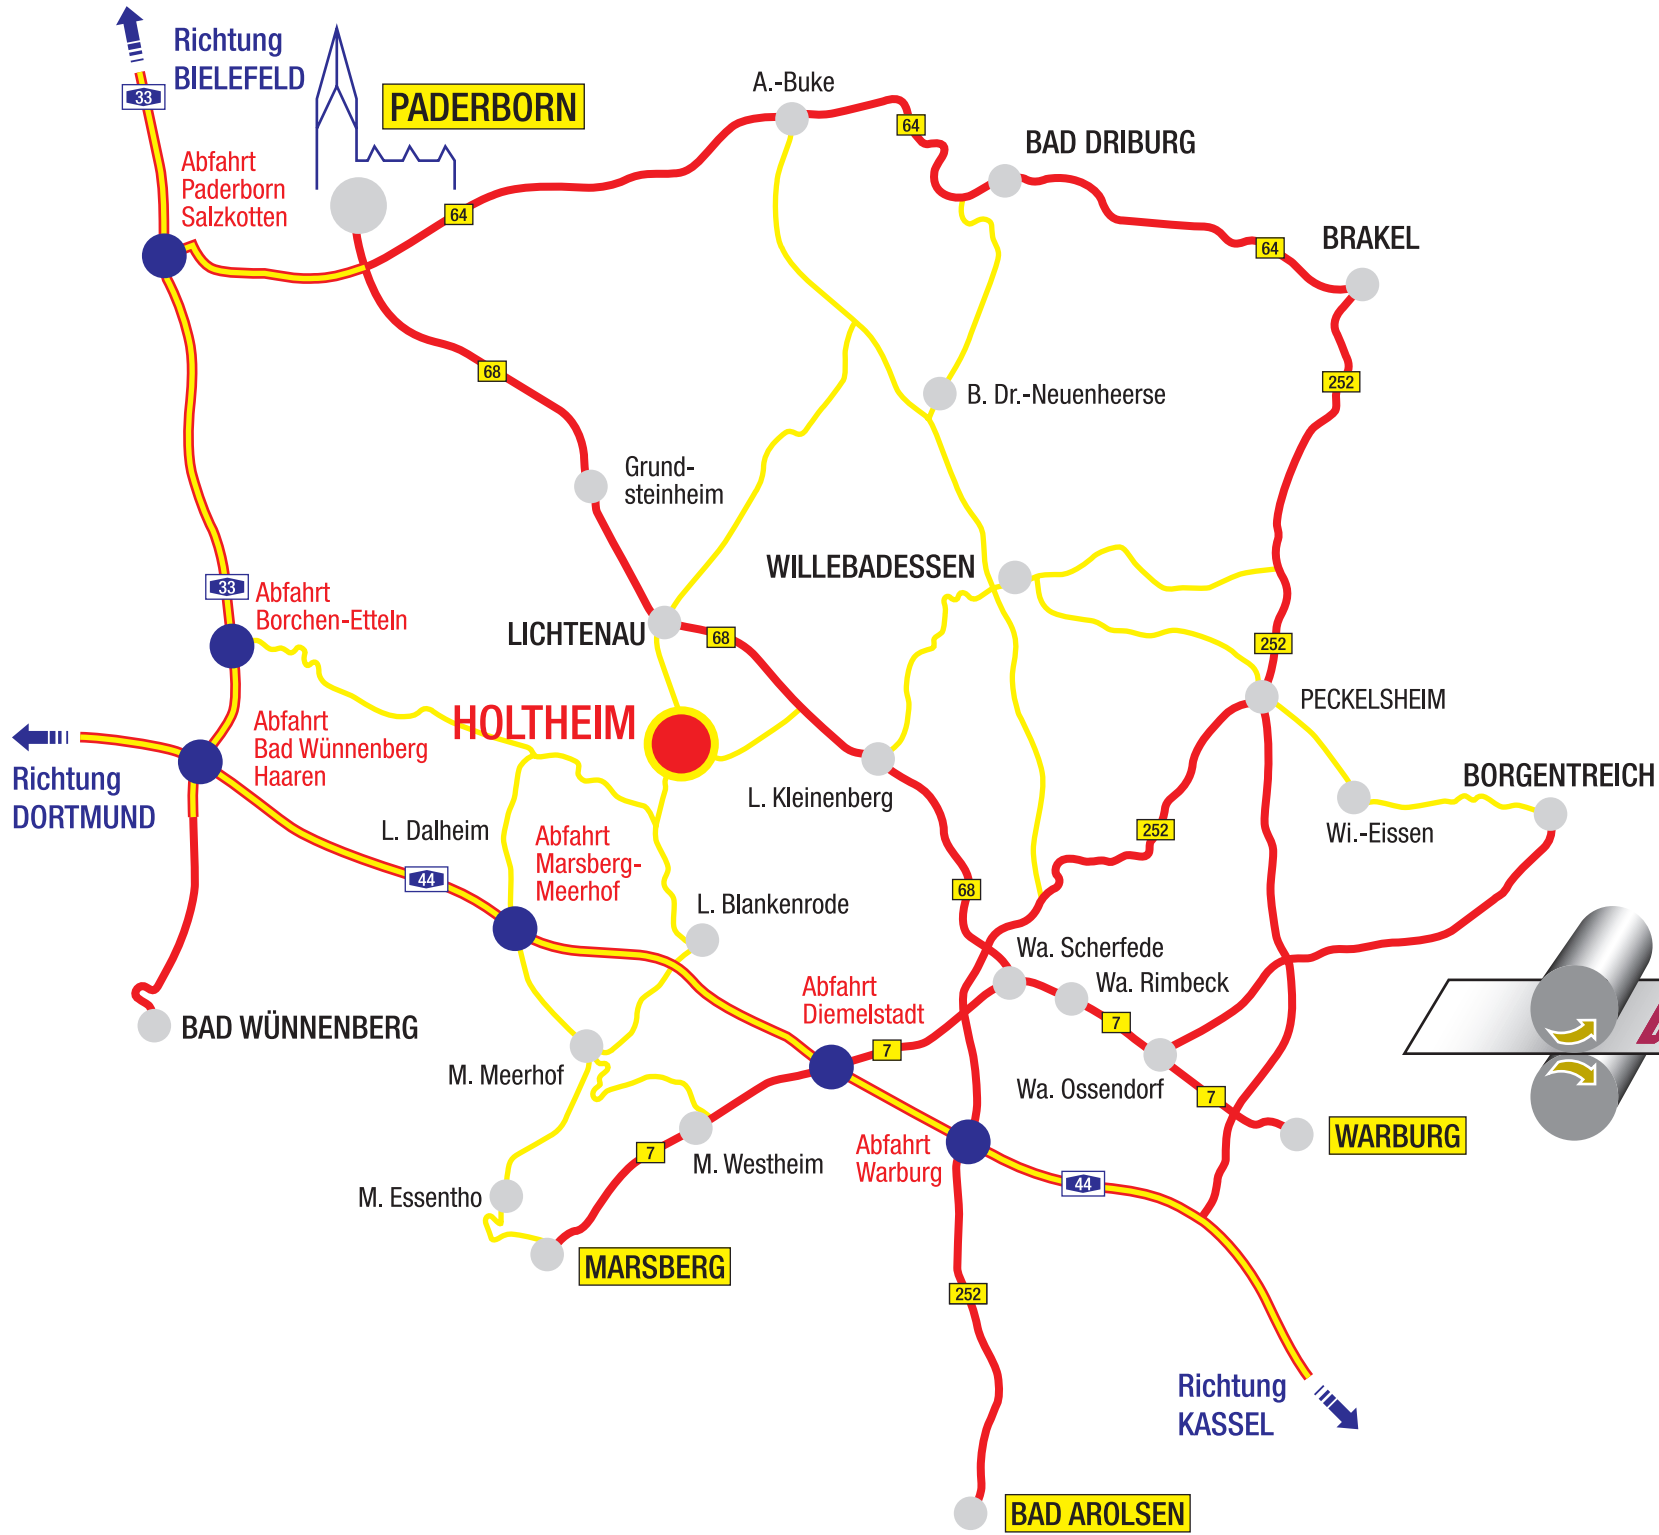 Richtung
BIELEFELD
33
PADERBORN
A.-Buke
64
BAD DRIBURG
Abfahrt
Paderborn
Salzkotten
64
64
BRAKEL
68
252
B. Dr.-Neuenheerse
Grund-
steinheim
WILLEBADESSEN
33
Abfahrt
Borchen-Etteln
LICHTENAU
68
252
PECKELSHEIM
HOLTHEIM
Abfahrt
Bad Wünnenberg
Haaren
Richtung
DORTMUND
L. Kleinenberg
BORGENTREICH
Wi.-Eissen
L. Dalheim
Abfahrt
Marsberg-
Meerhof
252
44
68
L. Blankenrode
Wa. Scherfede
Wa. Rimbeck
Abfahrt
Diemelstadt
BAD WÜNNENBERG
7
7
M. Meerhof
Wa. Ossendorf
7
WARBURG
7
M. Westheim
Abfahrt
Warburg
44
M. Essentho
MARSBERG
252
Richtung
KASSEL
BAD AROLSEN